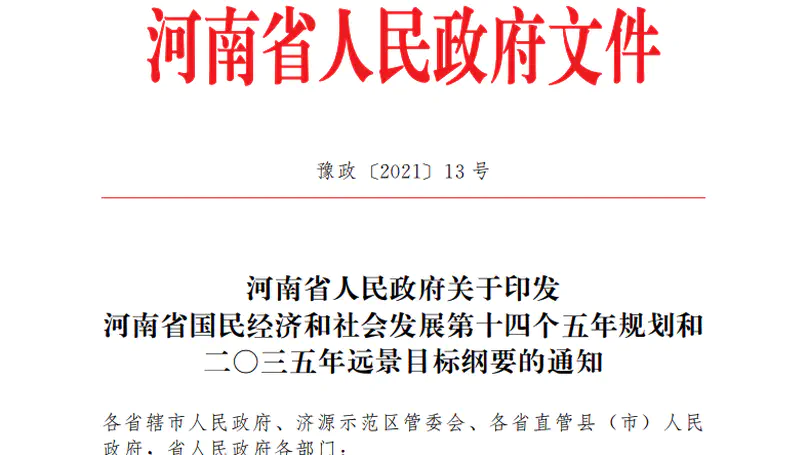 河南省人民政府文件
豫政〔2021〕13 号
河南省人民政府关于印发
河南省国民经济和社会发展第十四个五年规划和
二〇三五年远景目标纲要的通知
各省辖市人民政府、济源示范区管委会、各省直管县（市）人民
政府，省人民政府各部门：